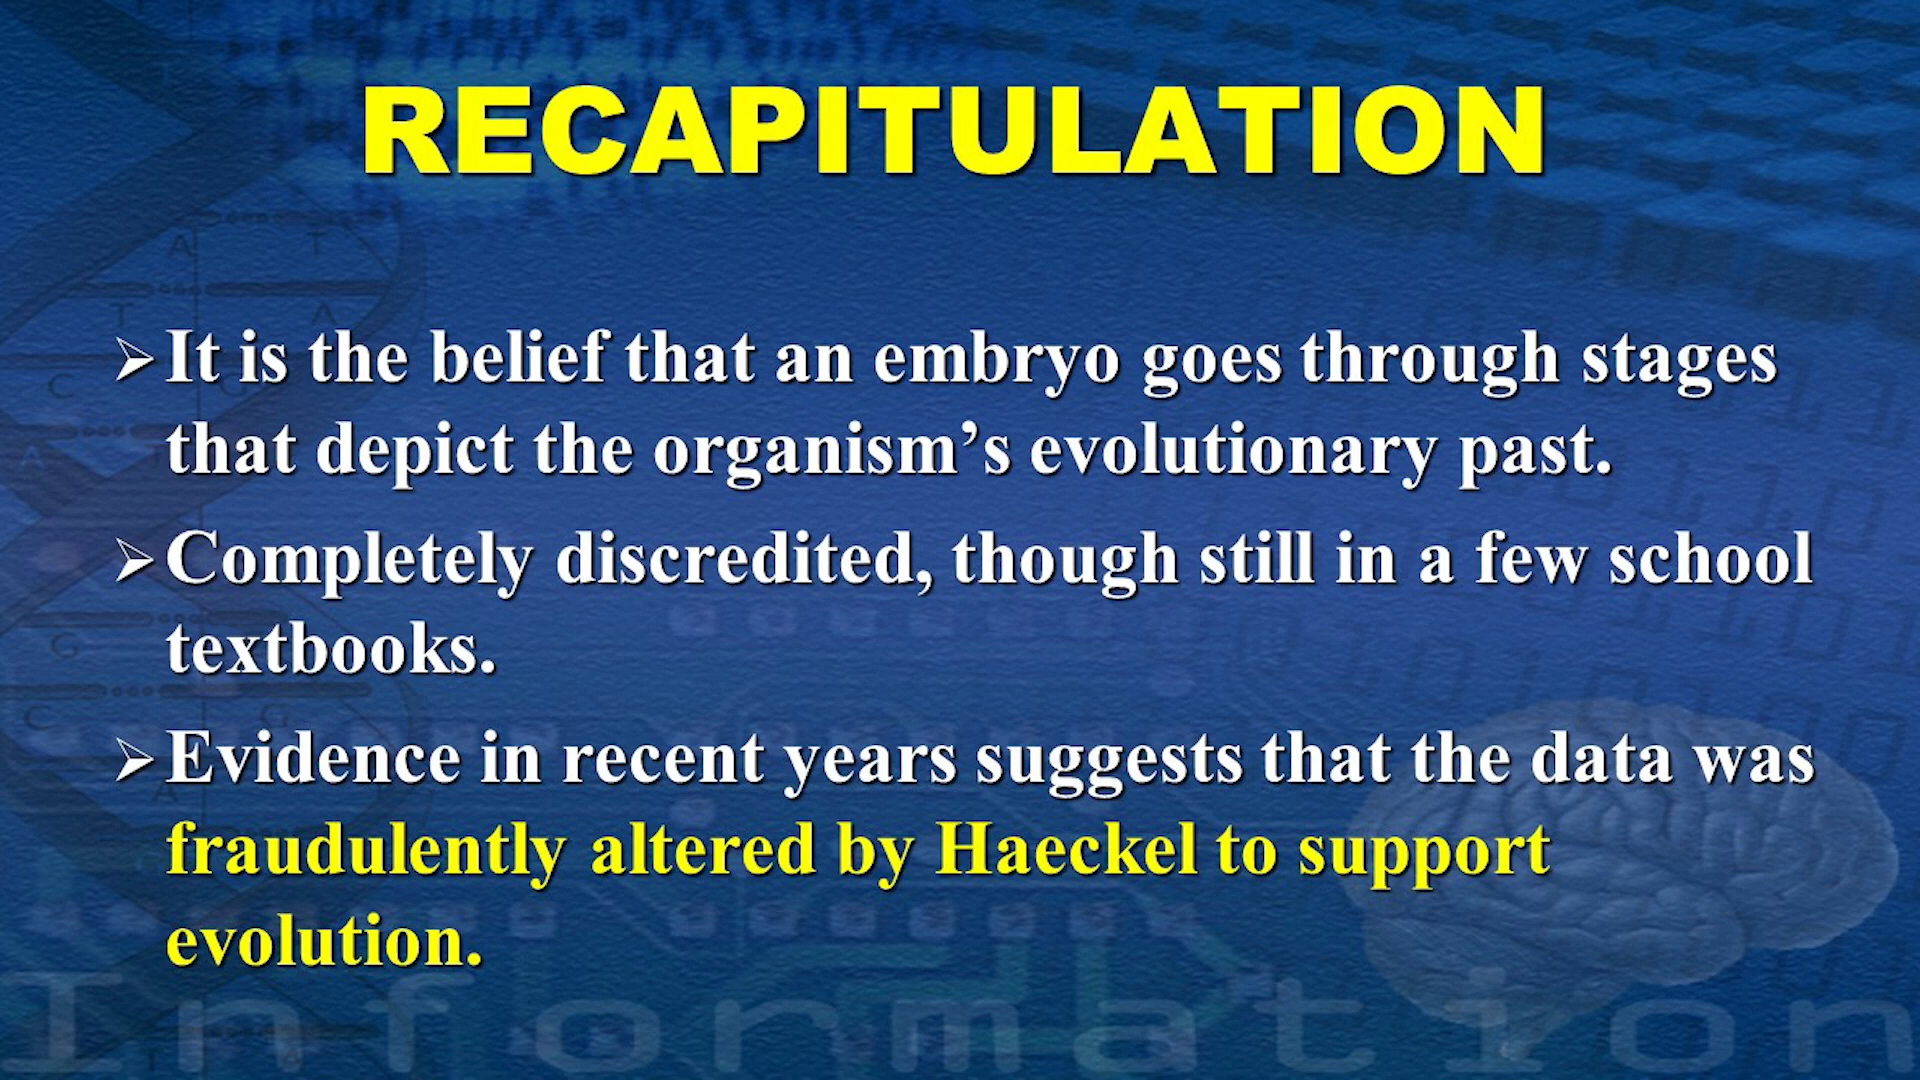 RECAPITULATION
It is the belief that an embryo goes through stages
that depict the organism’s evolutionary past.
Completely discredited, though still in a few school
textbooks.
Evidence in recent years suggests that the data was
fraudulently altered by Haeckel to support
evolution.
Information